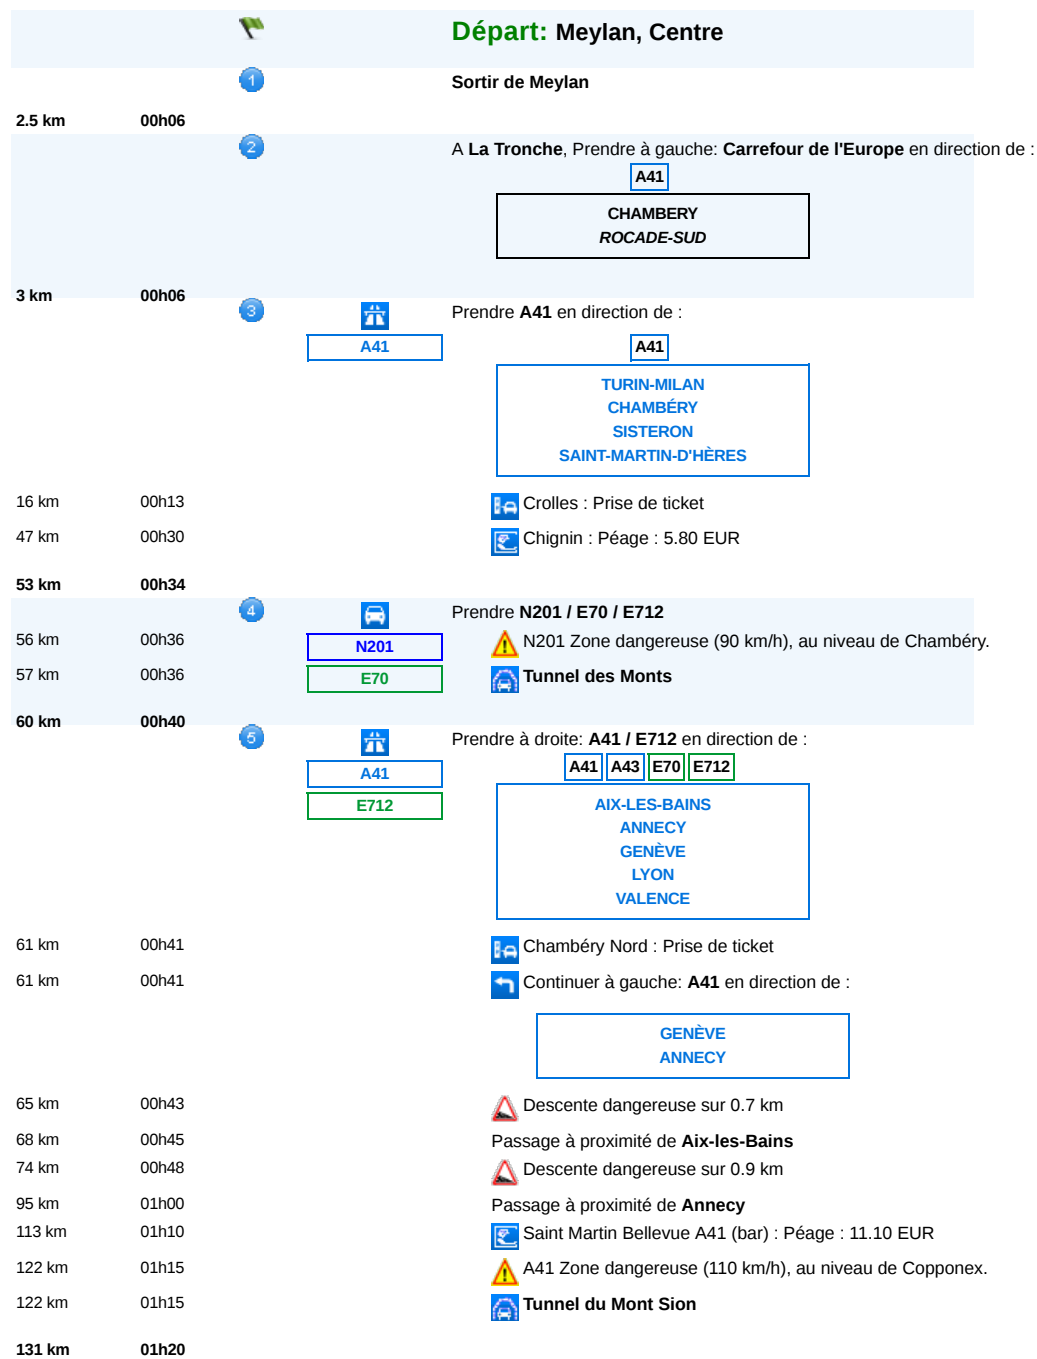 Départ: Meylan, Centre
1 Sortir de Meylan
2.5 km 00h06
2 A La Tronche, Prendre à gauche: Carrefour de l'Europe en direction de :
A41
CHAMBERY
ROCADE-SUD
3 km 00h06
3 Prendre A41 en direction de :
A41 A41
TURIN-MILAN
CHAMBÉRY
SISTERON
SAINT-MARTIN-D'HÈRES
16 km 00h13 Crolles : Prise de ticket
47 km 00h30 Chignin : Péage : 5.80 EUR
53 km 00h34
4 Prendre N201 / E70 / E712
56 km 00h36 N201 N201 Zone dangereuse (90 km/h), au niveau de Chambéry.
57 km 00h36 E70 Tunnel des Monts
60 km 00h40
5 Prendre à droite: A41 / E712 en direction de :
A41 A41 A43 E70 E712
E712 AIX-LES-BAINS
ANNECY
GENÈVE
LYON
VALENCE
61 km 00h41 Chambéry Nord : Prise de ticket
61 km 00h41 Continuer à gauche: A41 en direction de :
GENÈVE
ANNECY
65 km 00h43 Descente dangereuse sur 0.7 km
68 km 00h45 Passage à proximité de Aix-les-Bains
74 km 00h48 Descente dangereuse sur 0.9 km
95 km 01h00 Passage à proximité de Annecy
113 km 01h10 Saint Martin Bellevue A41 (bar) : Péage : 11.10 EUR
122 km 01h15 A41 Zone dangereuse (110 km/h), au niveau de Copponex.
122 km 01h15 Tunnel du Mont Sion
131 km 01h20